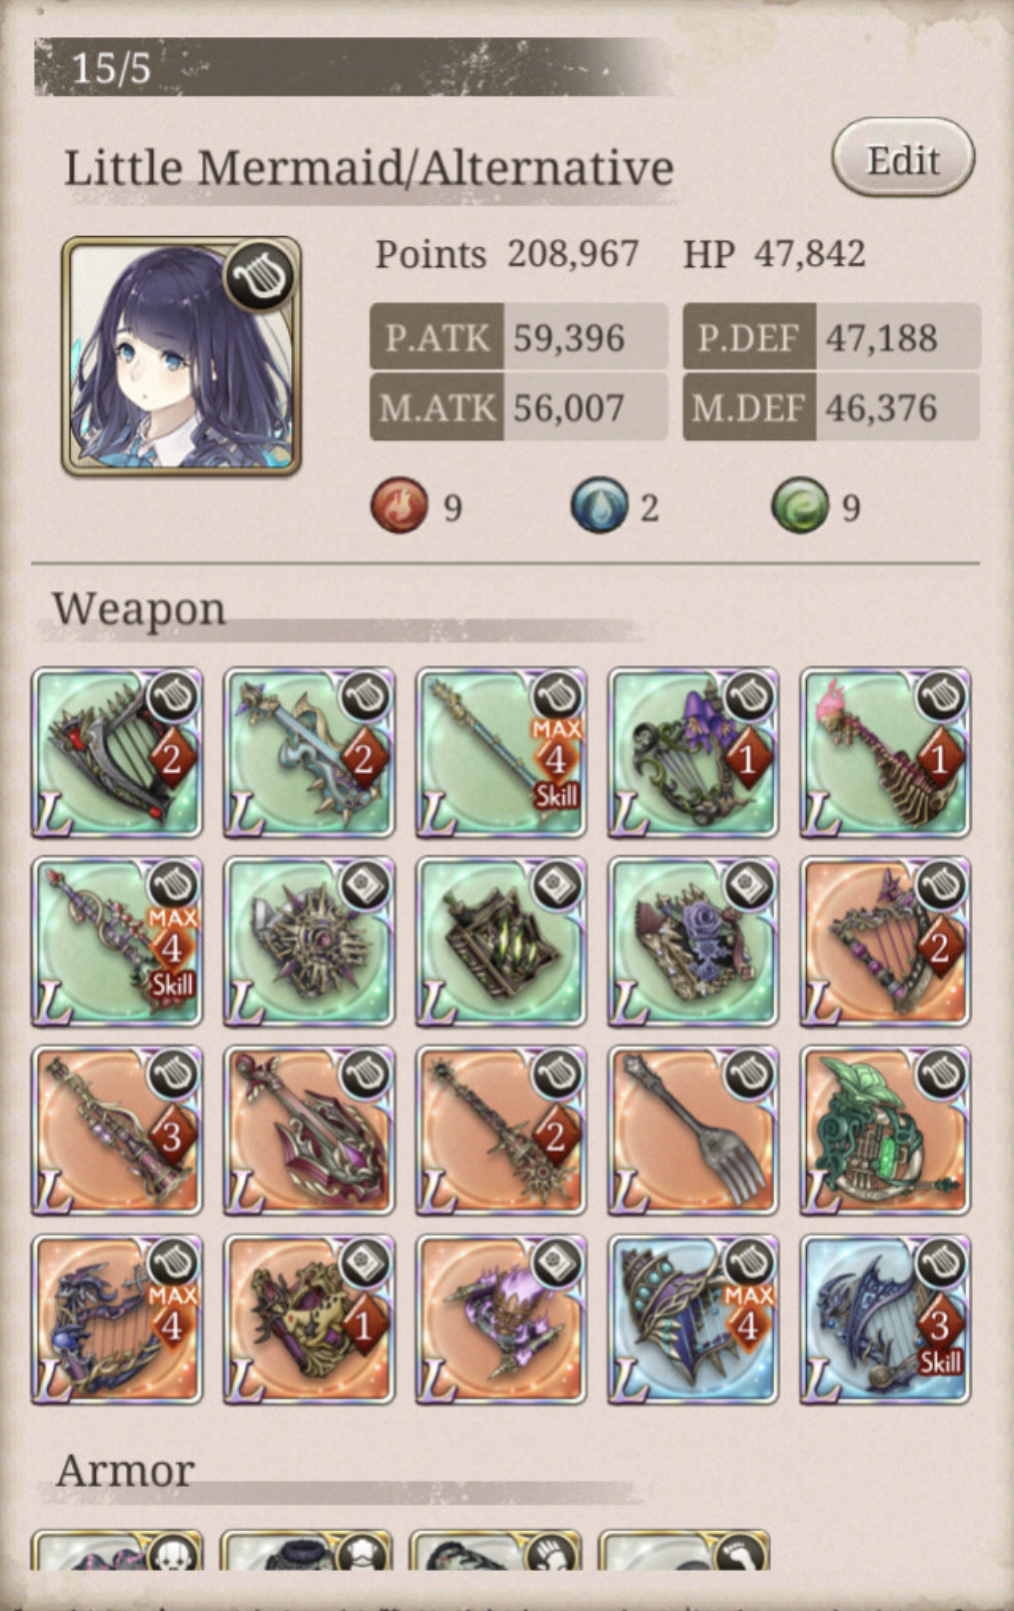 15/5
Little Mermaid/Alternative
Edit
Points 208,967 HP 47,842
P.ATK 59,396 P.DEF 47,188
M.ATK 56,007 M.DEF 46,376
9 2 9
Weapon
2 2 MAX 4 Skill 1 1
L L L L L
MAX 4 Skill 2
L L L L L
3 2
L L L L L
MAX 4 1 MAX 4 3 Skill
L L L L L
Armor